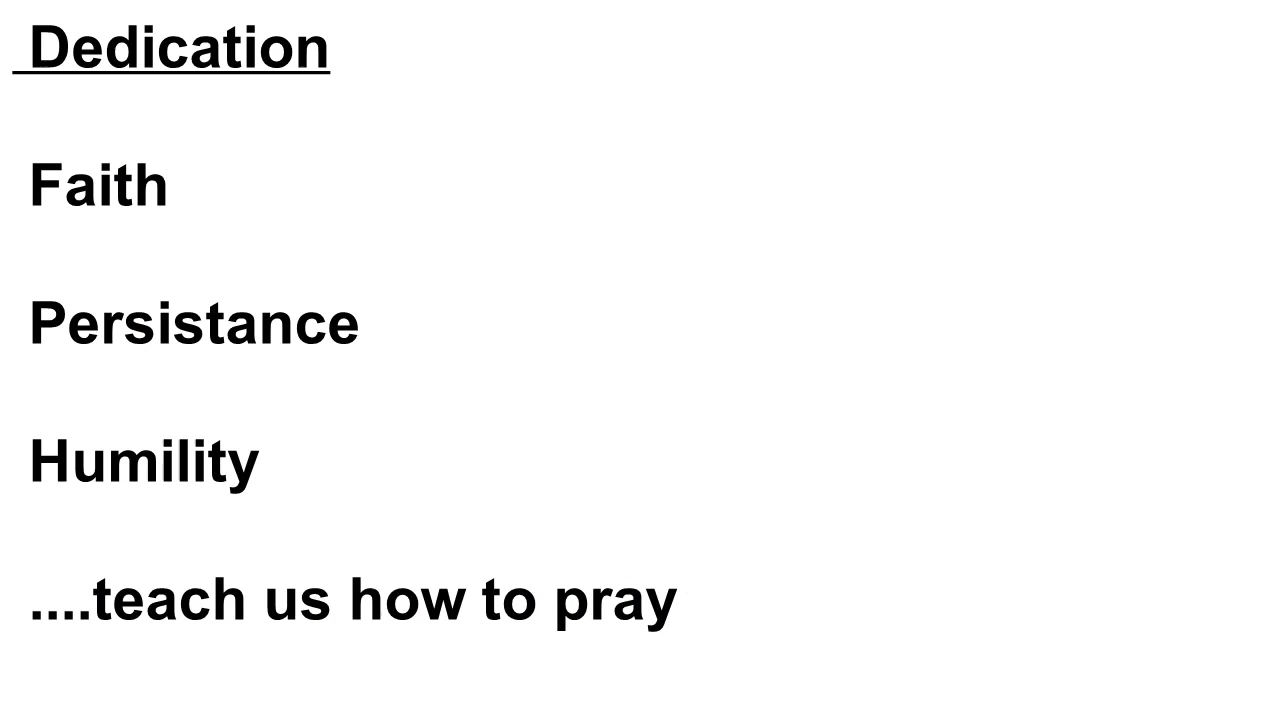 Dedication
Faith
Persistance
Humility
....teach us how to pray